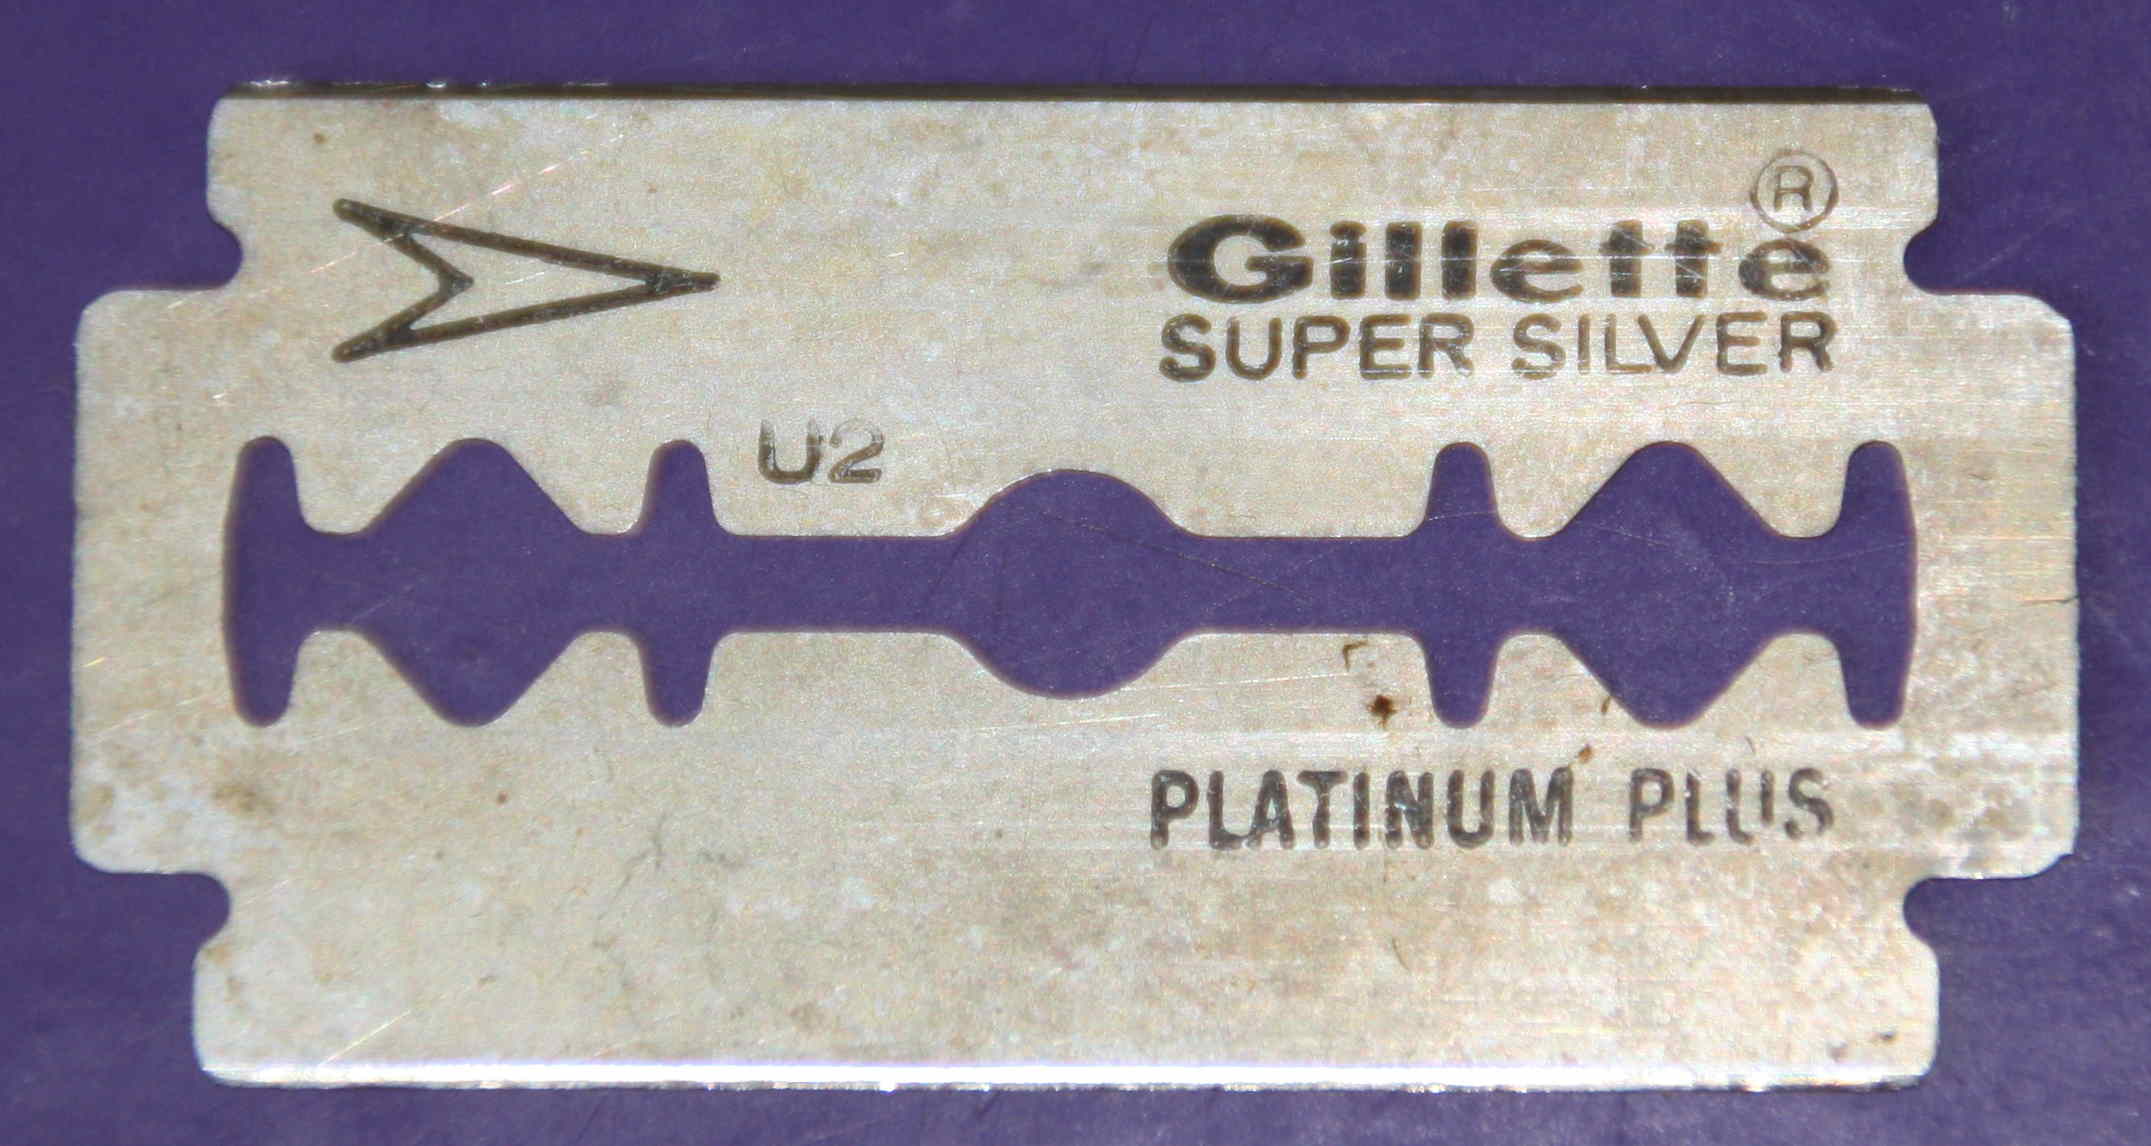 Gillette®
SUPER SILVER
U2
PLATINUM PLUS